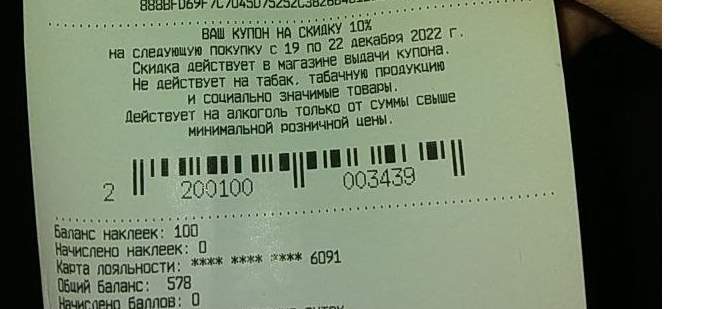 ВАШ КУПОН НА СКИДКУ 10%
на следующую покупку с 19 по 22 декабря 2022 г.
Скидка действует в магазине выдачи купона.
Не действует на табак, табачную продукцию
и социально значимые товары.
Действует на алкоголь только от суммы свыше
минимальной розничной цены.
2 200100 003439
Баланс наклеек: 100
Начислено наклеек: 0
Карта лояльности: **** **** **** 6091
Общий баланс: 578
Начислено баллов: 0